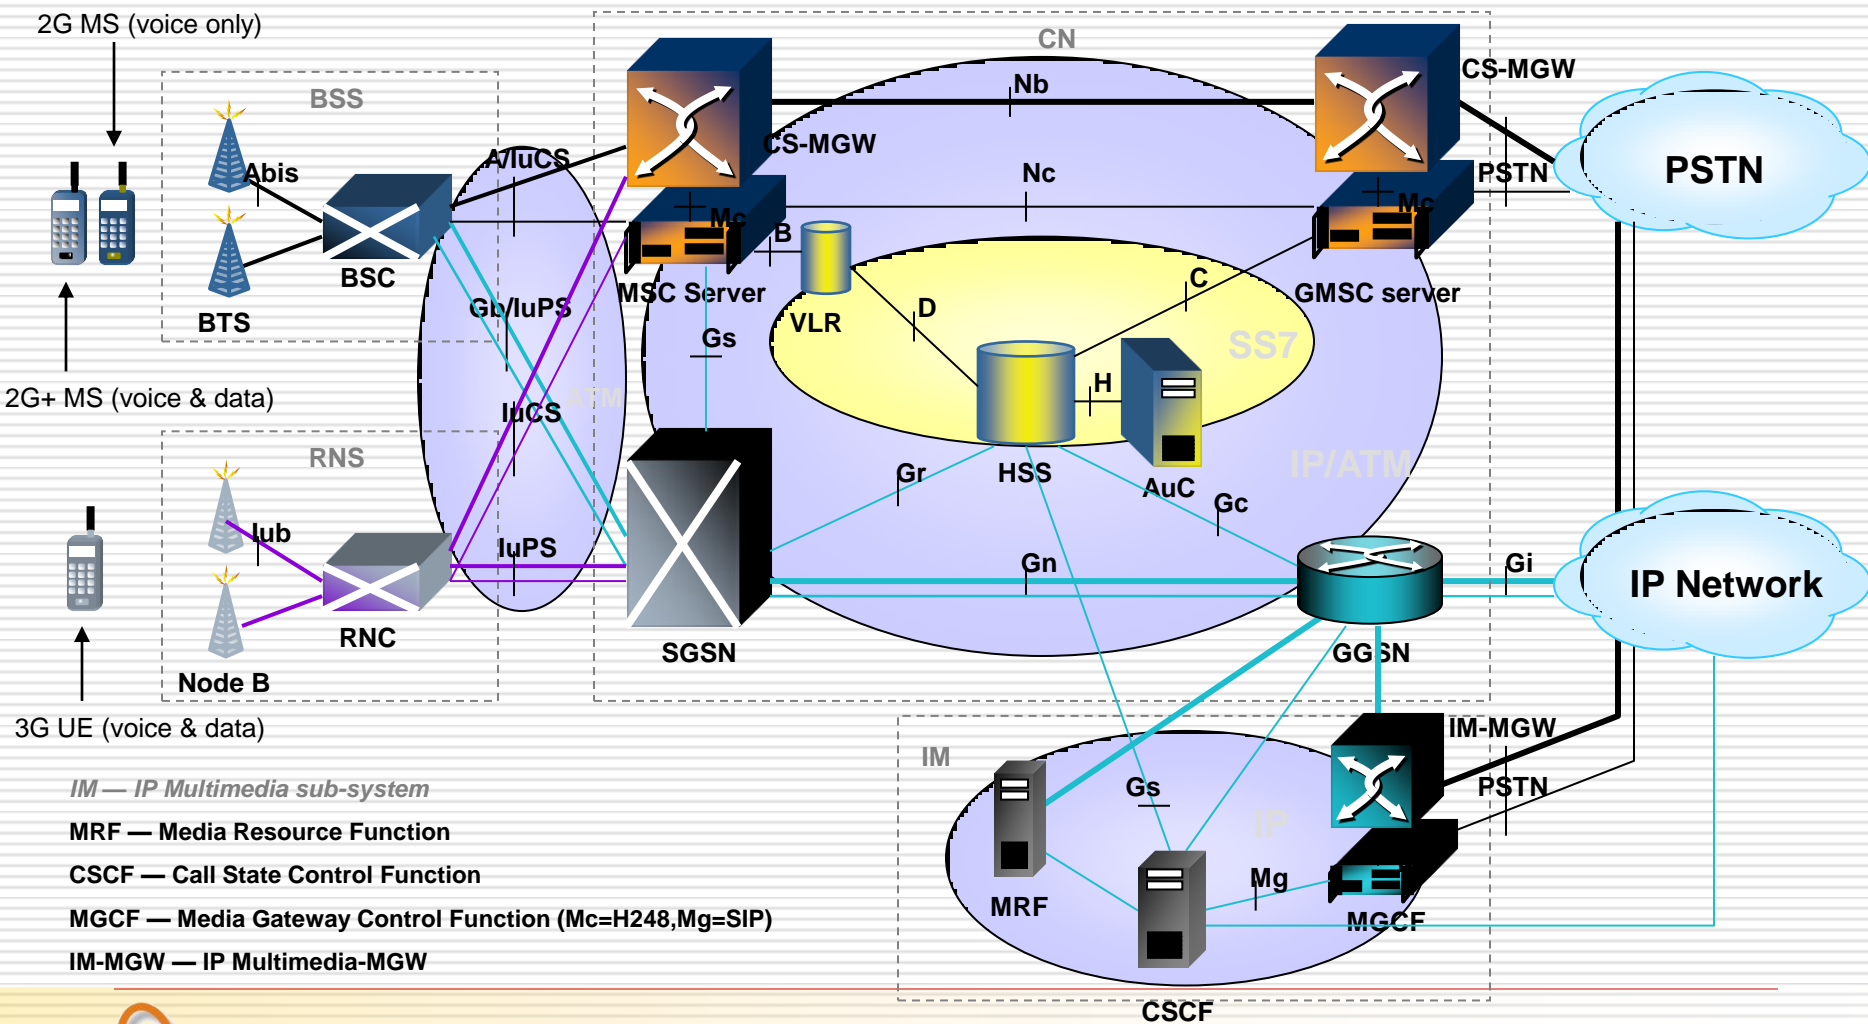 2G MS (voice only)
CN
BSS
Nb
CS-MGW
CS-MGW
A/IuCS
Abis
Nc
PSTN
PSTN
Mc
Mc
B
BSC
MSC Server
C
GMSC server
Gb/IuPS
D
BTS
VLR
Gs
SS7
H
2G+ MS (voice & data)
ATM
IuCS
RNS
Gr
HSS
IP/ATM
AuC
Gc
Iub
IuPS
Gn
Gi
IP Network
RNC
SGSN
GGSN
Node B
3G UE (voice & data)
IM-MGW
IM
IM — IP Multimedia sub-system
Gs
PSTN
MRF — Media Resource Function
IP
CSCF — Call State Control Function
Mg
MRF
MGCF — Media Gateway Control Function (Mc=H248,Mg=SIP)
MGCF
IM-MGW — IP Multimedia-MGW
CSCF